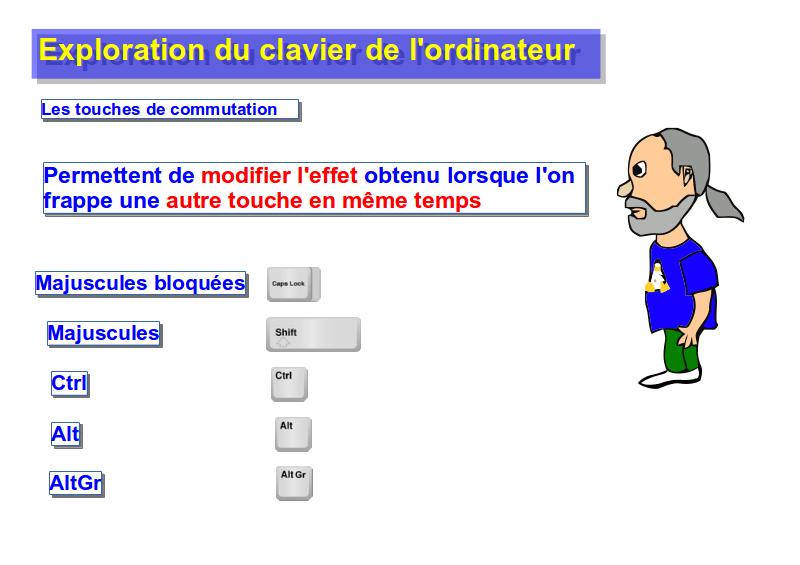 Exploration du clavier de l'ordinateur
Les touches de commutation
Permettent de modifier l'effet obtenu lorsque l'on
frappe une autre touche en même temps
Majuscules bloquées
Caps Lock
Majuscules
Shift
Ctrl
Ctrl
Alt
Alt
AltGr
Alt Gr